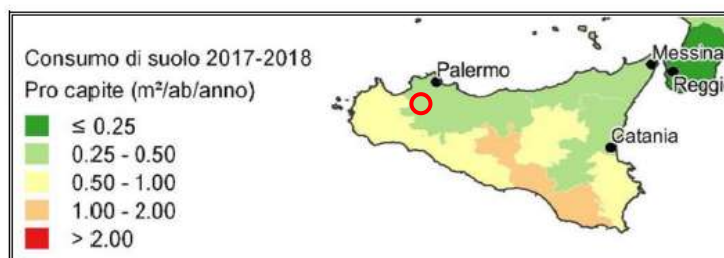 Consumo di suolo 2017-2018
Pro capite (m²/ab/anno)
≤ 0.25
0.25 - 0.50
0.50 - 1.00
1.00 - 2.00
> 2.00
Palermo
Messina
Reggi
Catania